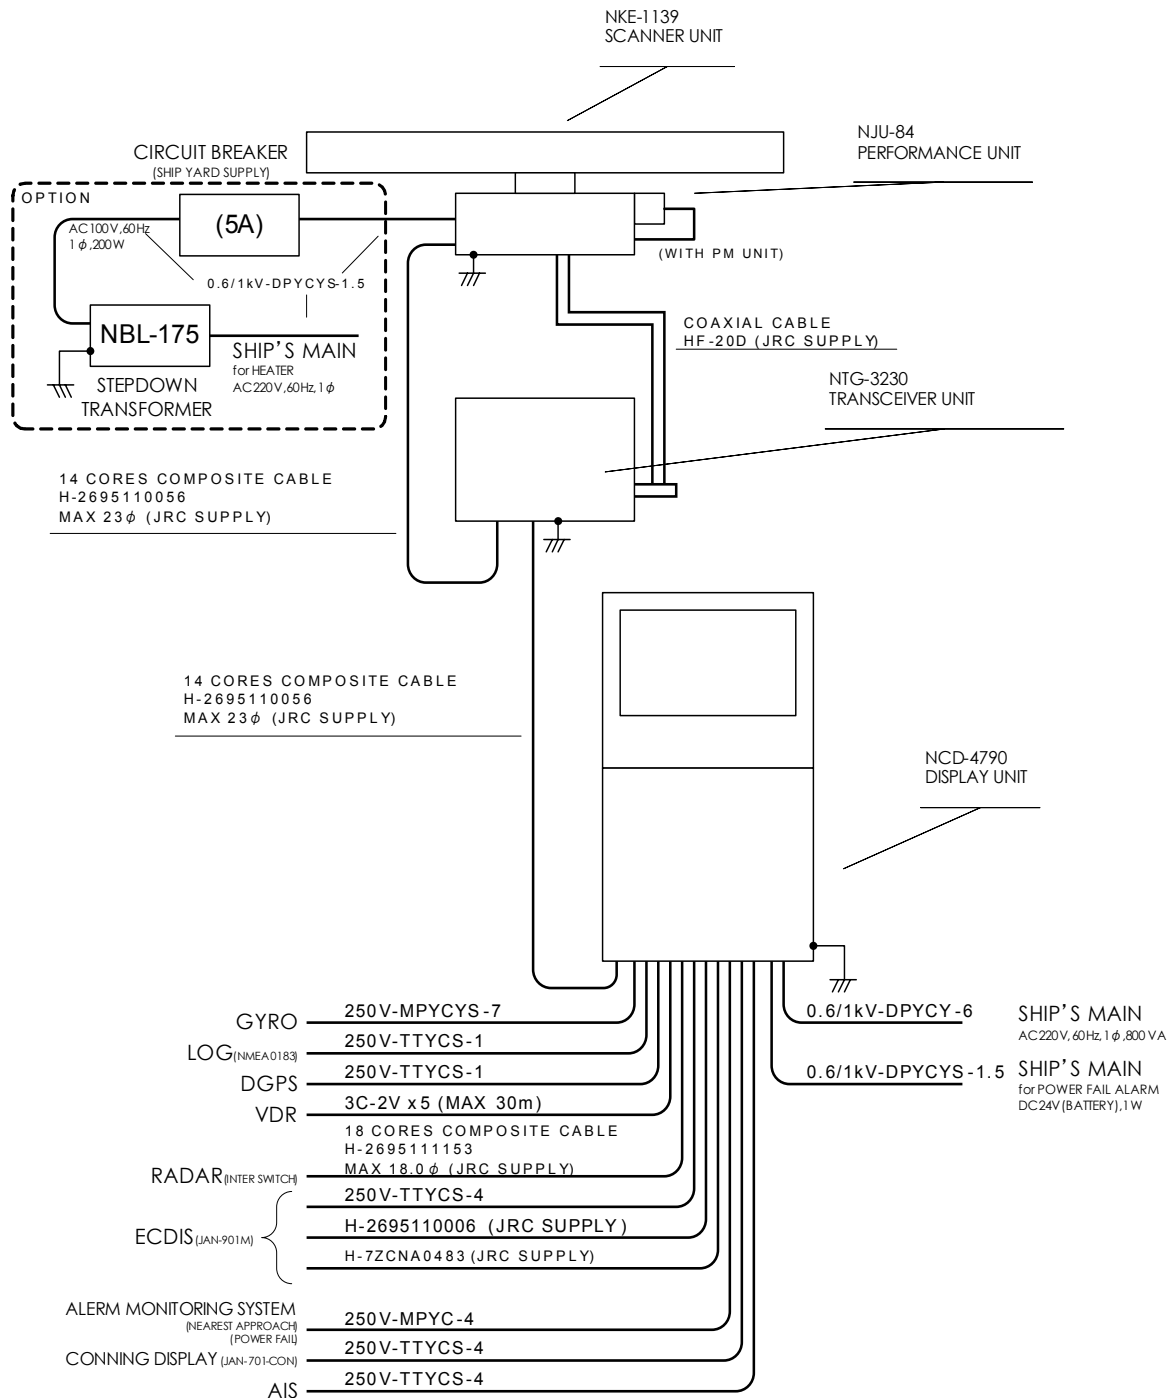 NKE-1139
SCANNER UNIT
NJU-84
PERFORMANCE UNIT
CIRCUIT BREAKER
(SHIP YARD SUPPLY)
OPTION
AC100V,60Hz
1φ,200W
(5A)
(WITH PM UNIT)
0.6/1kV-DPYCYS-1.5
NBL-175
SHIP'S MAIN
for HEATER
AC220V,60Hz,1φ
STEPDOWN
TRANSFORMER
COAXIAL CABLE
HF-20D (JRC SUPPLY)
NTG-3230
TRANSCEIVER UNIT
14 CORES COMPOSITE CABLE
H-2695110056
MAX 23φ (JRC SUPPLY)
14 CORES COMPOSITE CABLE
H-2695110056
MAX 23φ (JRC SUPPLY)
NCD-4790
DISPLAY UNIT
GYRO 250V-MPYCYS-7
LOG(NMEA0183) 250V-TTYCS-1
DGPS 250V-TTYCS-1
VDR 3C-2V x5 (MAX 30m)
18 CORES COMPOSITE CABLE
H-2695111153
RADAR(INTER SWITCH) MAX 18.0φ (JRC SUPPLY)
250V-TTYCS-4
ECDIS(JAN-901M) H-2695110006 (JRC SUPPLY)
H-7ZCNA0483 (JRC SUPPLY)
ALERM MONITORING SYSTEM
(NEAREST APPROACH)
(POWER FAIL)
250V-MPYC-4
CONNING DISPLAY (JAN-701-CON) 250V-TTYCS-4
AIS 250V-TTYCS-4
0.6/1kV-DPYCY-6 SHIP'S MAIN
AC220V,60Hz,1φ,800VA
0.6/1kV-DPYCYS-1.5 SHIP'S MAIN
for POWER FAIL ALARM
DC24V(BATTERY),1W